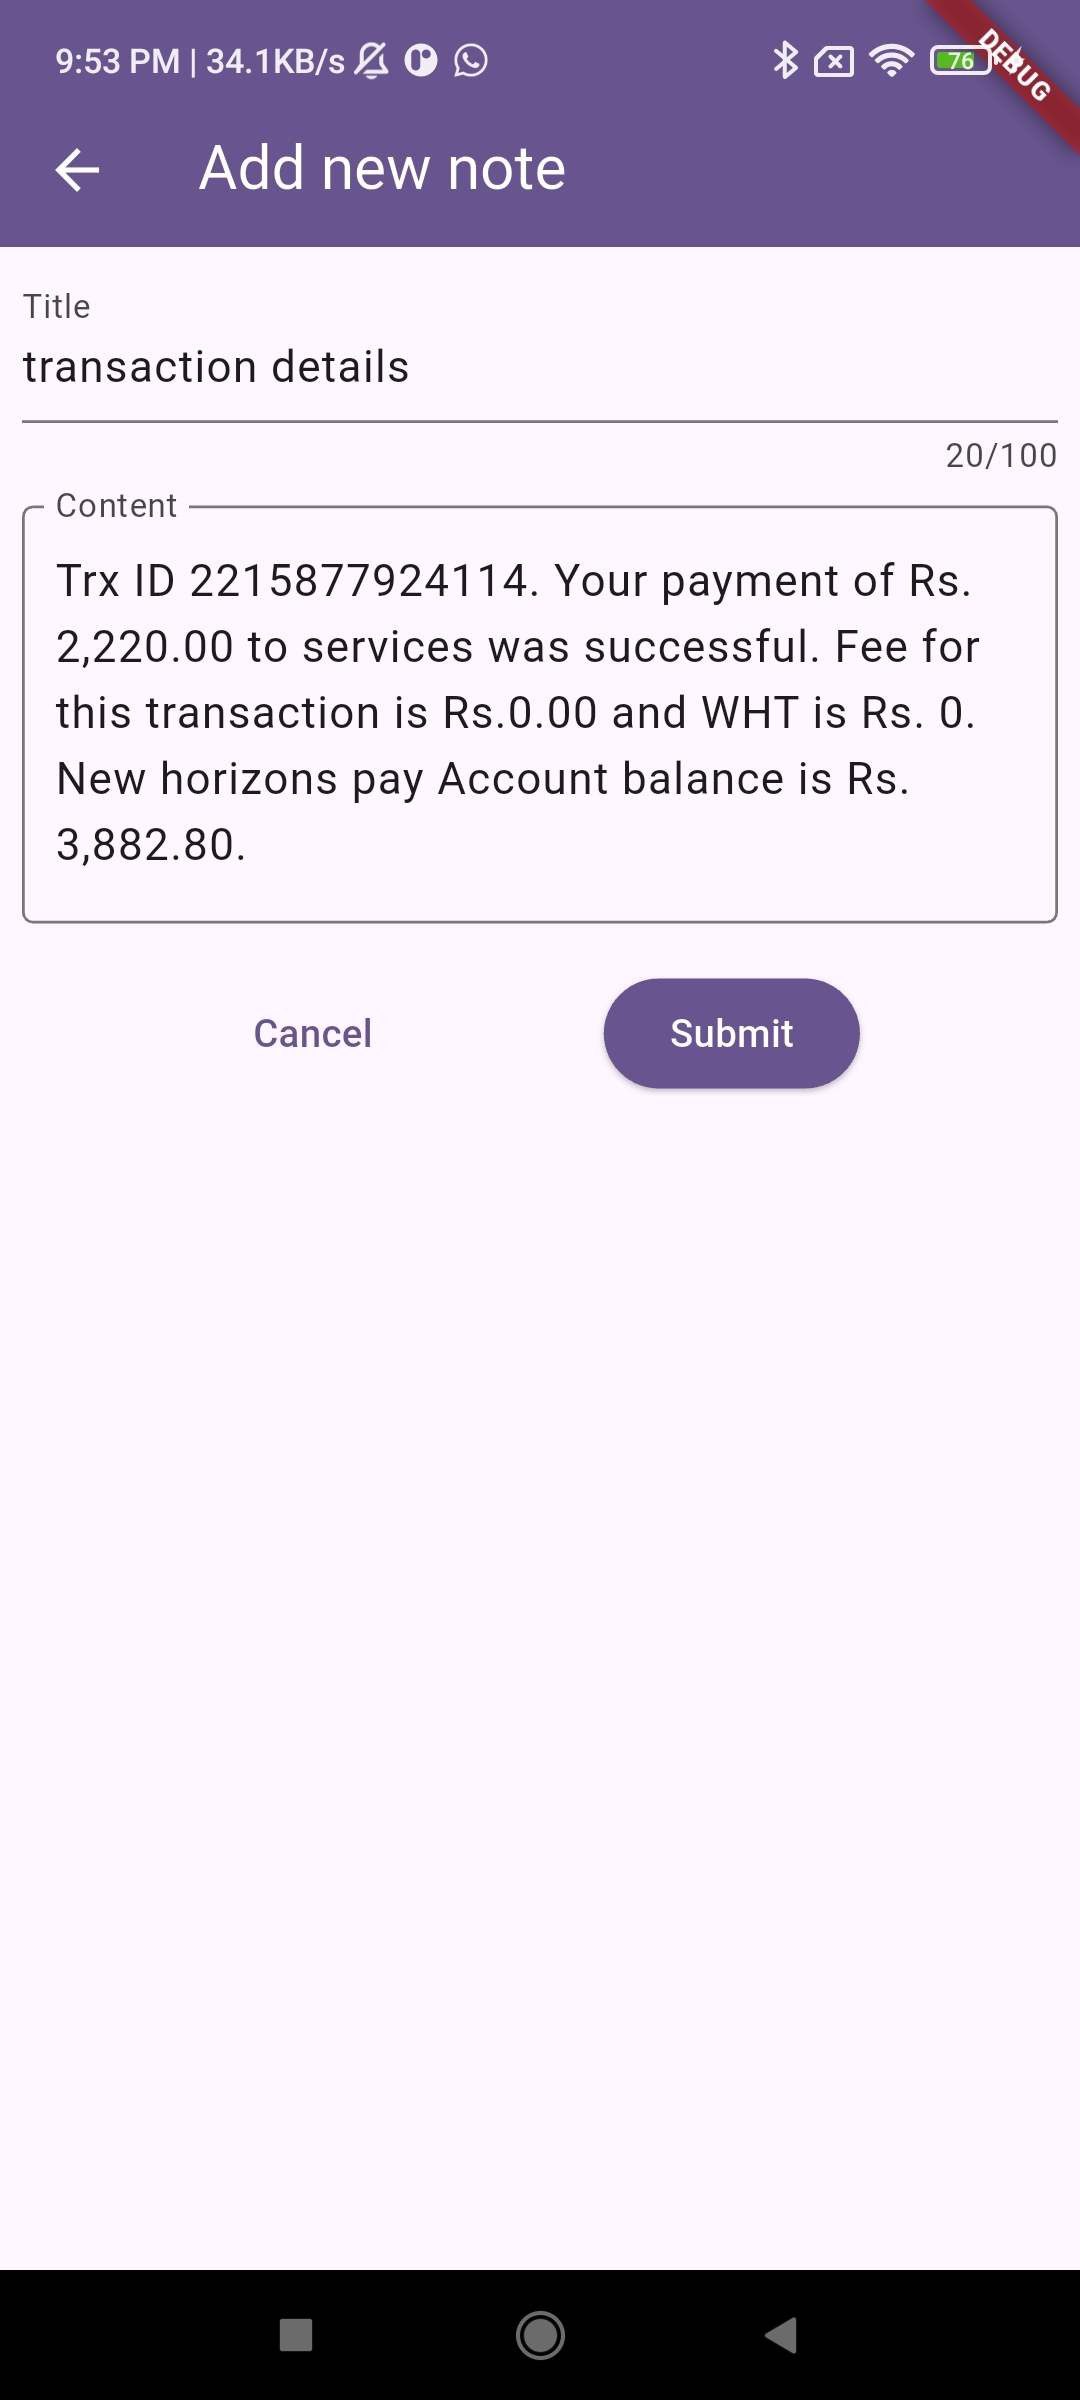 9:53 PM | 34.1KB/s
76
DEBUG
Add new note
Title
transaction details
20/100
Content
Trx ID 2215877924114. Your payment of Rs.
2,220.00 to services was successful. Fee for
this transaction is Rs.0.00 and WHT is Rs. 0.
New horizons pay Account balance is Rs.
3,882.80.
Cancel
Submit